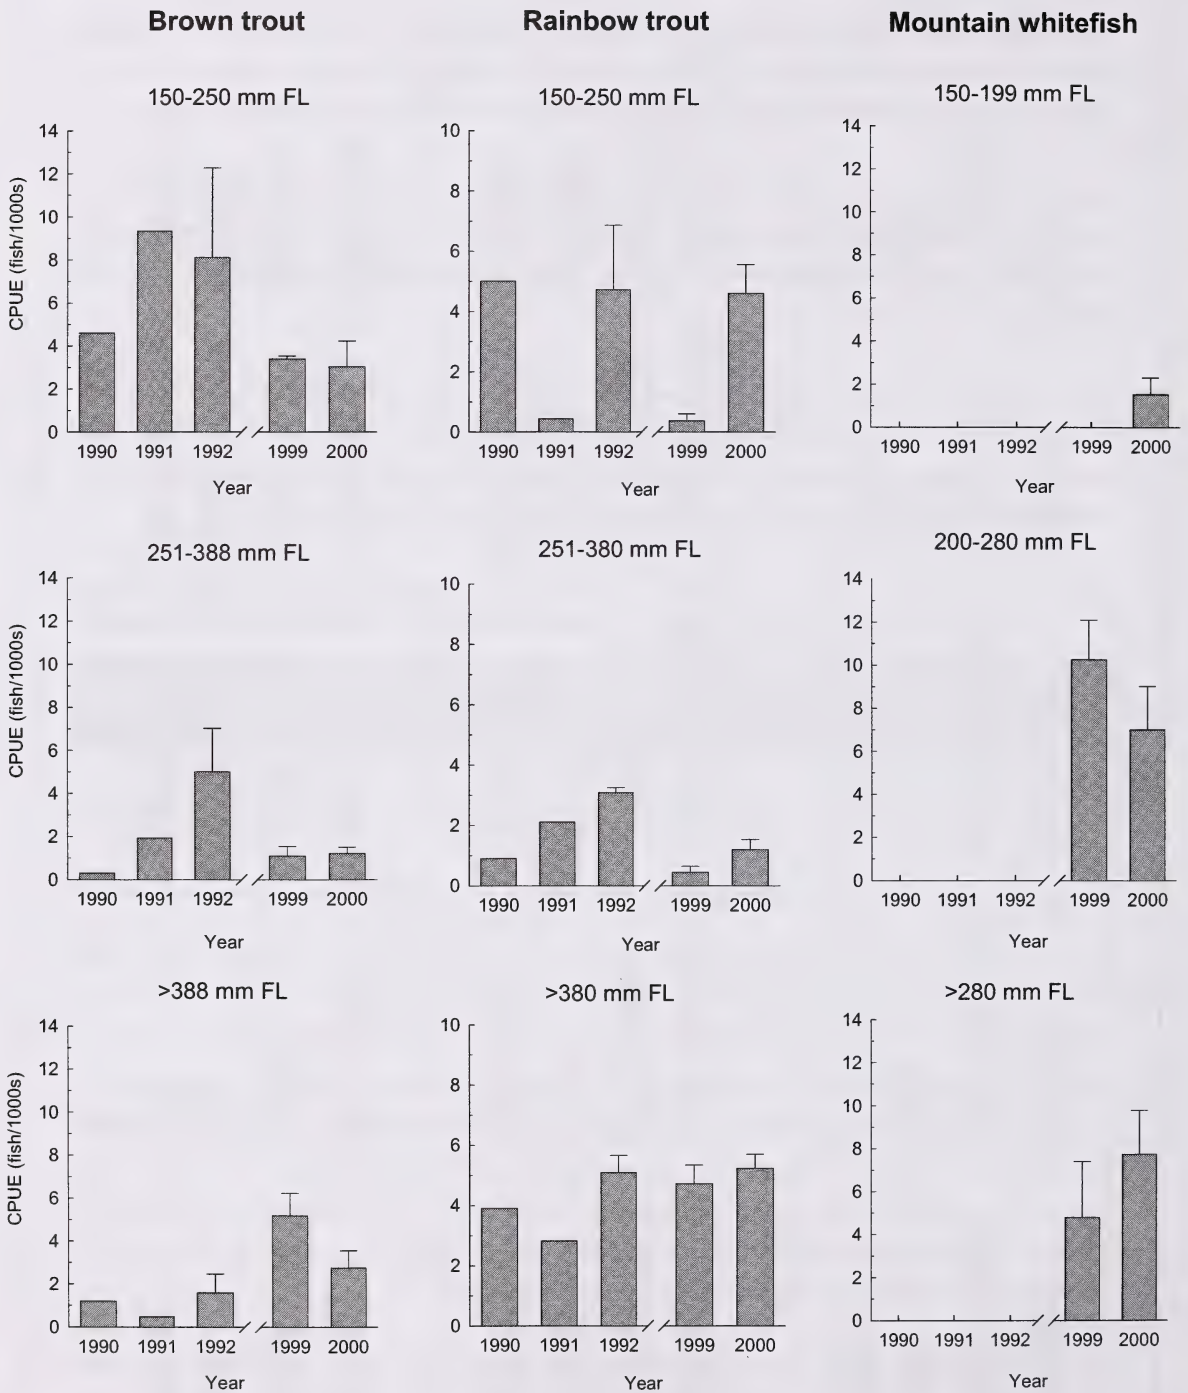 Brown trout
Rainbow trout
Mountain whitefish
150-250 mm FL
150-250 mm FL
150-199 mm FL
CPUE (fish/1000s)
14
12
10
8
6
4
2
0
1990 1991 1992 1999 2000
Year
10
8
6
4
2
0
1990 1991 1992 1999 2000
Year
14
12
10
8
6
4
2
0
1990 1991 1992 1999 2000
Year
251-388 mm FL
251-380 mm FL
200-280 mm FL
CPUE (fish/1000s)
14
12
10
8
6
4
2
0
1990 1991 1992 1999 2000
Year
10
8
6
4
2
0
1990 1991 1992 1999 2000
Year
14
12
10
8
6
4
2
0
1990 1991 1992 1999 2000
Year
>388 mm FL
>380 mm FL
>280 mm FL
CPUE (fish/1000s)
14
12
10
8
6
4
2
0
1990 1991 1992 1999 2000
Year
10
8
6
4
2
0
1990 1991 1992 1999 2000
Year
14
12
10
8
6
4
2
0
1990 1991 1992 1999 2000
Year